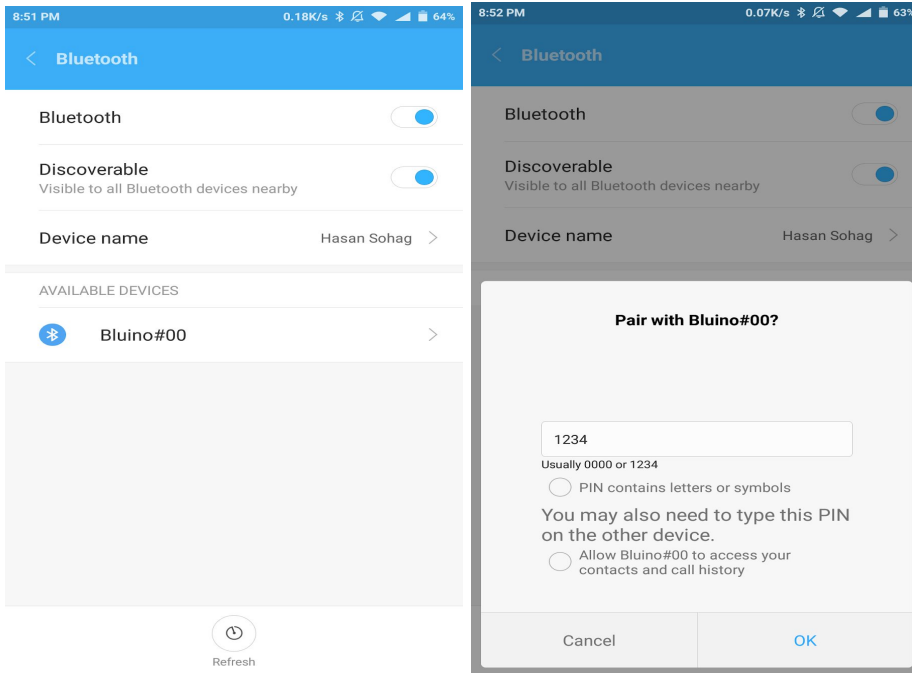 8:51 PM 0.18K/s 64%
Bluetooth
Bluetooth
Discoverable
Visible to all Bluetooth devices nearby
Device name Hasan Sohag
AVAILABLE DEVICES
Bluino#00
Refresh
8:52 PM 0.07K/s 63%
Bluetooth
Bluetooth
Discoverable
Visible to all Bluetooth devices nearby
Device name Hasan Sohag
Pair with Bluino#00?
1234
Usually 0000 or 1234
PIN contains letters or symbols
You may also need to type this PIN
on the other device.
Allow Bluino#00 to access your
contacts and call history
Cancel OK